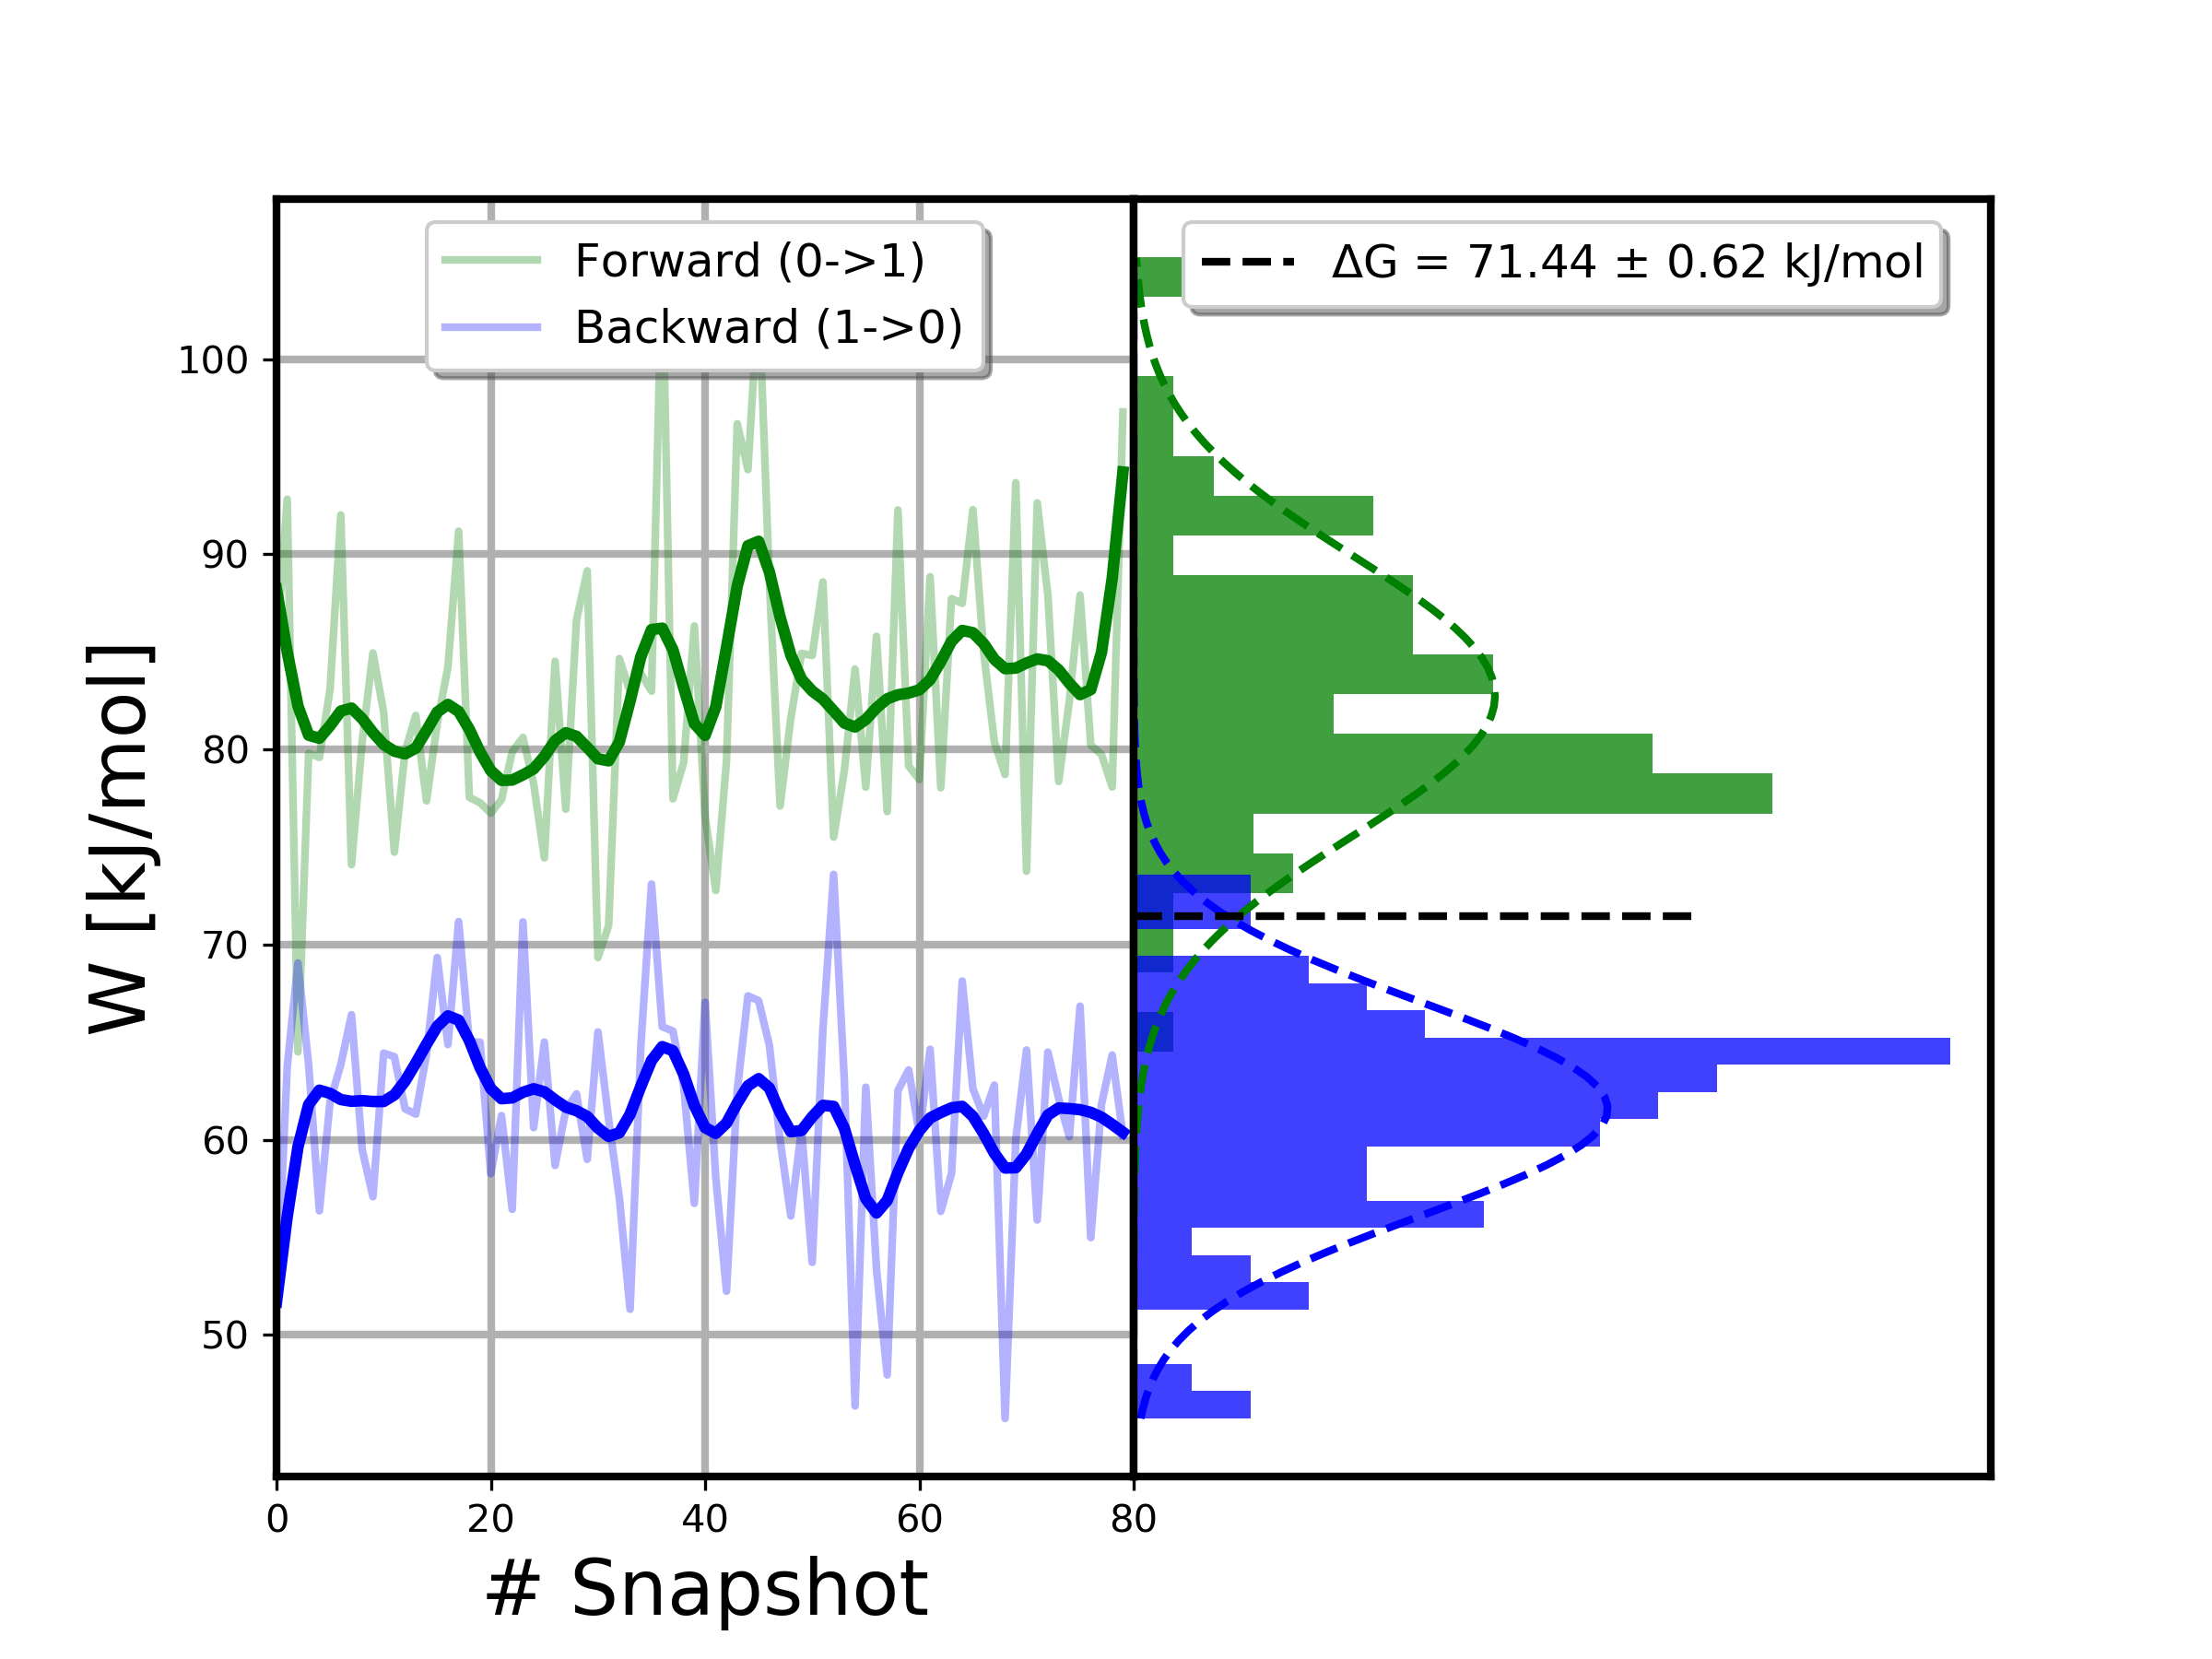 Forward (0->1)
Backward (1->0)
ΔG = 71.44 ± 0.62 kJ/mol
100
90
80
70
60
50
W [kJ/mol]
0 20 40 60 80
# Snapshot